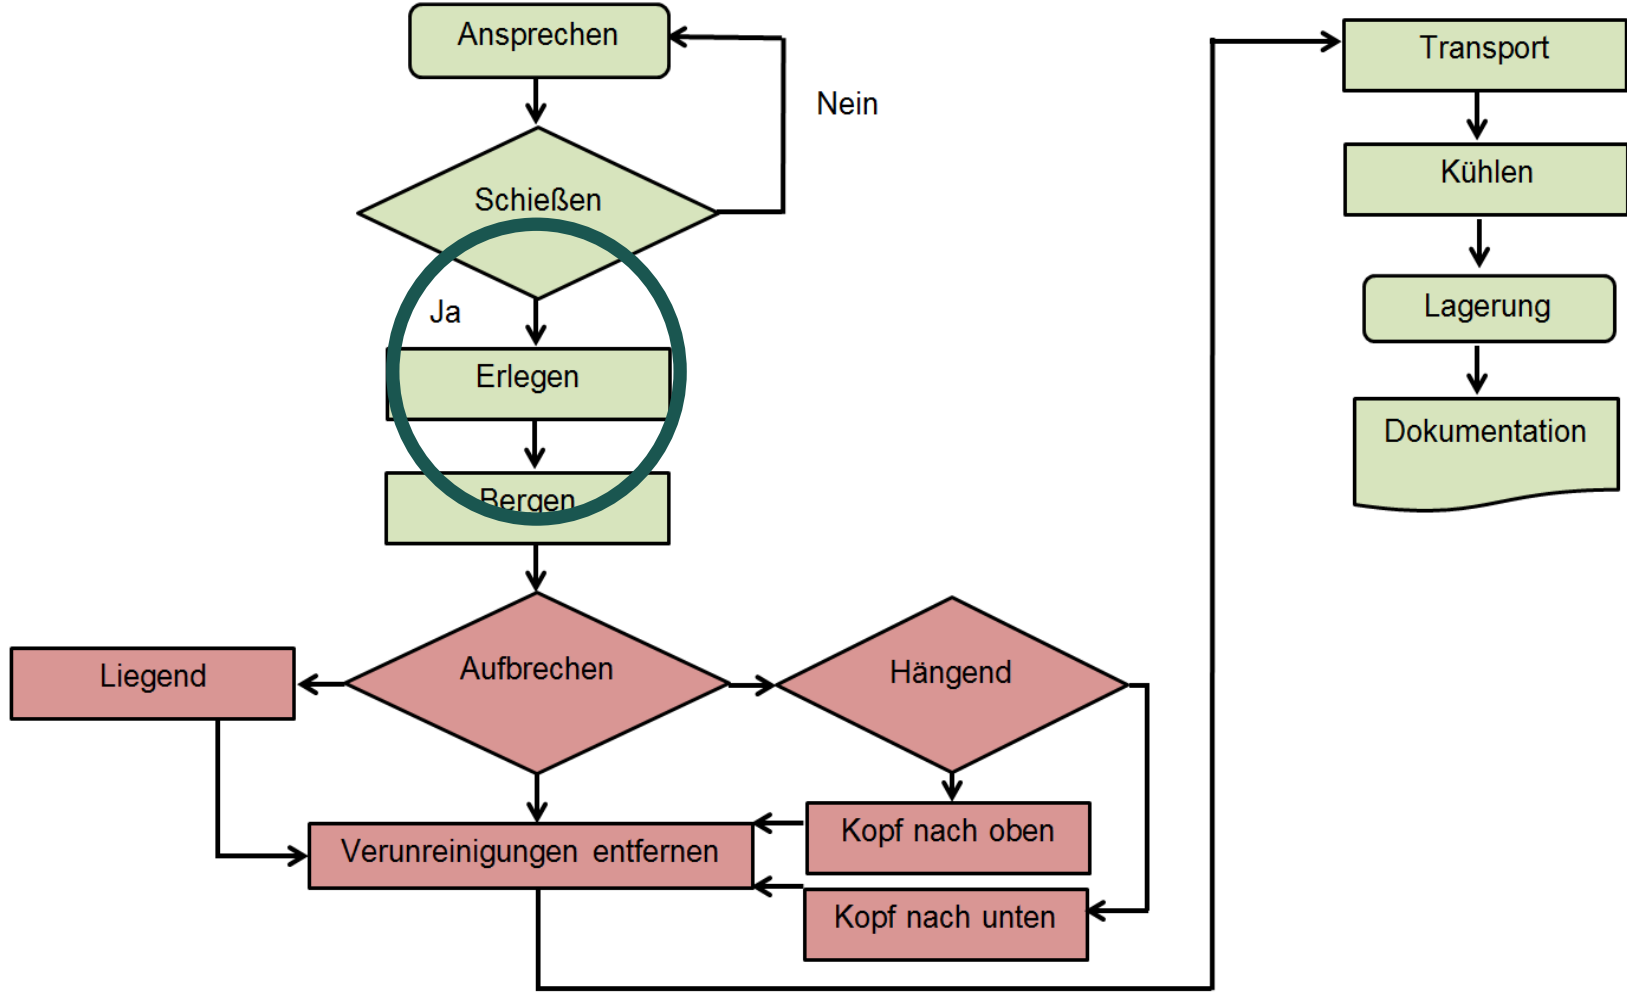 Ansprechen
Nein
Schießen
Ja
Erlegen
Bergen
Aufbrechen
Liegend
Hängend
Verunreinigungen entfernen
Kopf nach oben
Kopf nach unten
Transport
Kühlen
Lagerung
Dokumentation